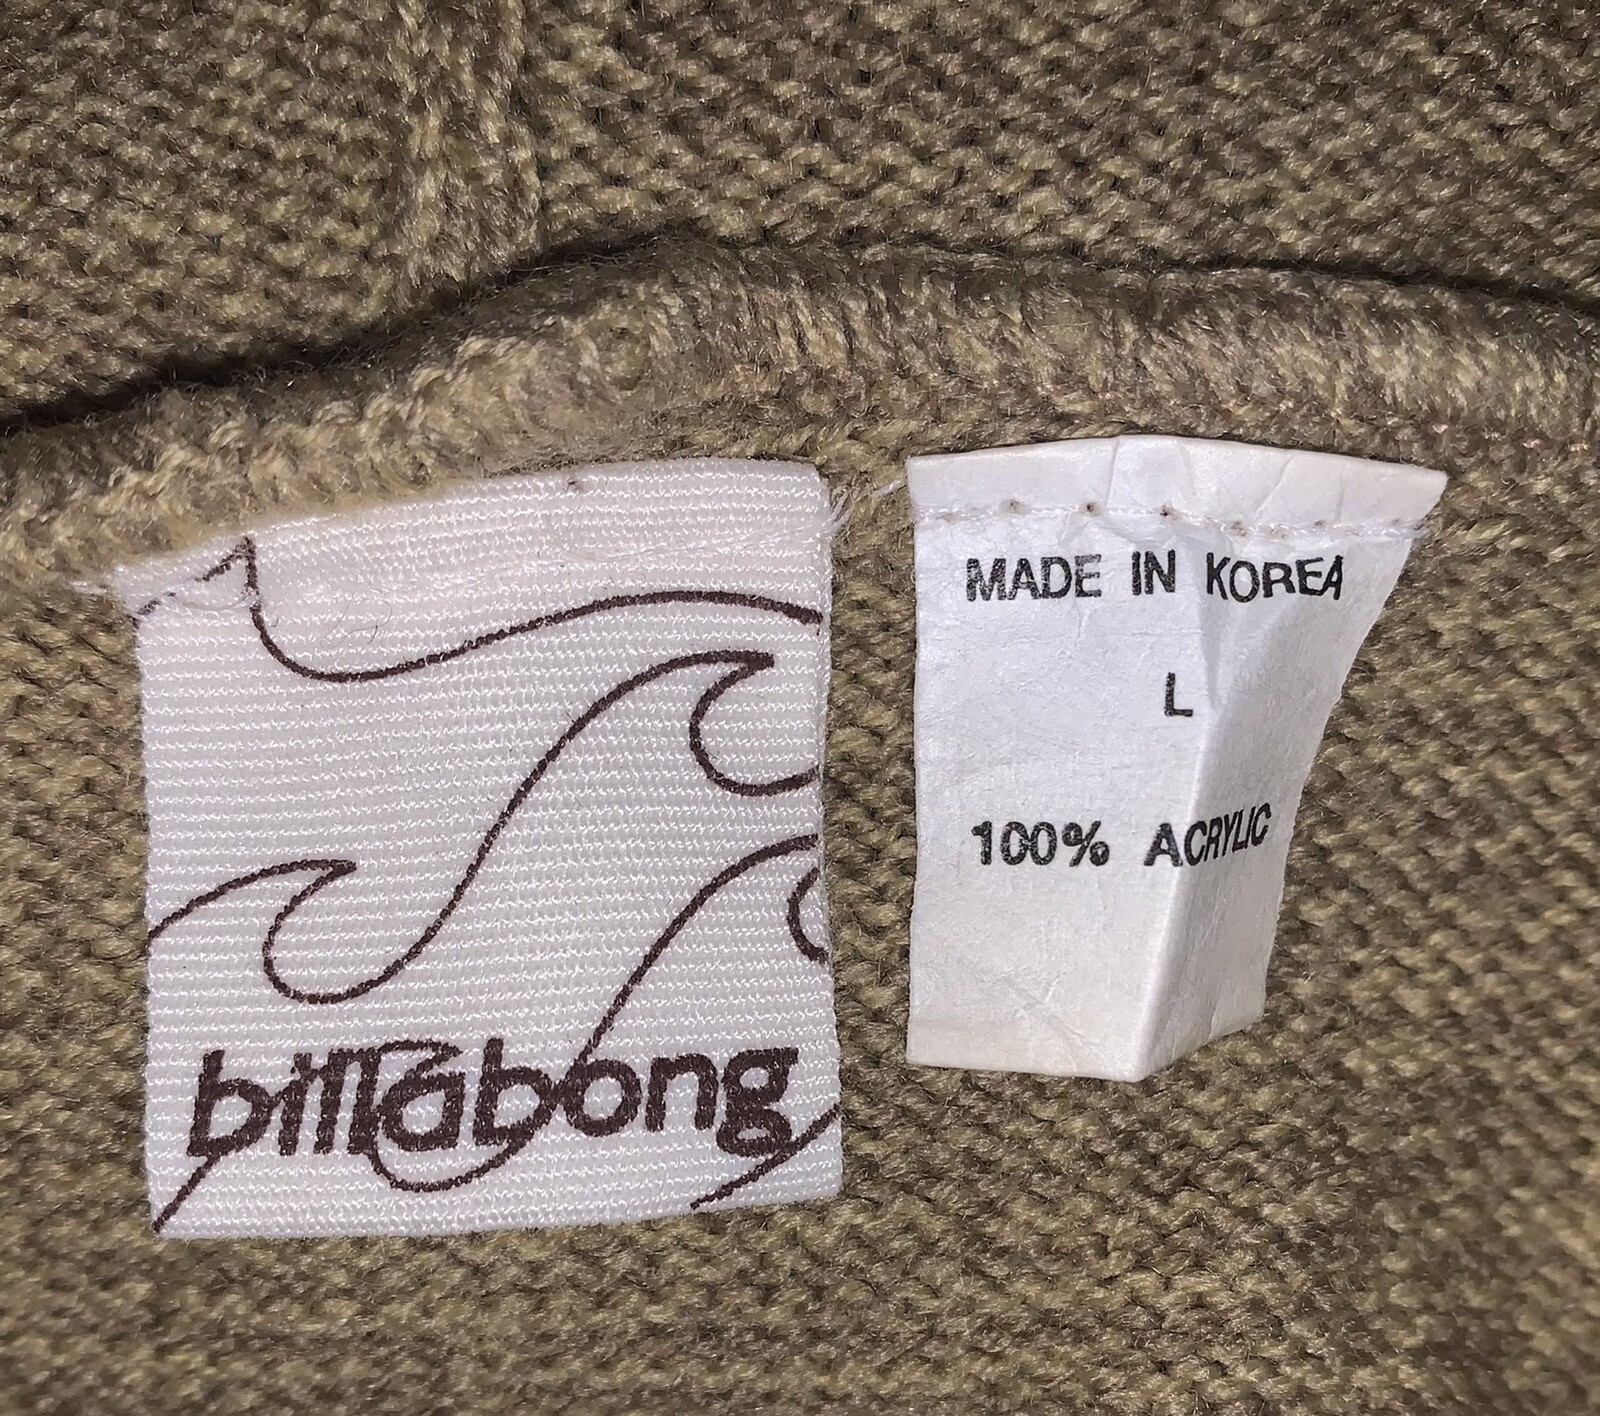 billabong
MADE IN KOREA
L
100% ACRYLIC